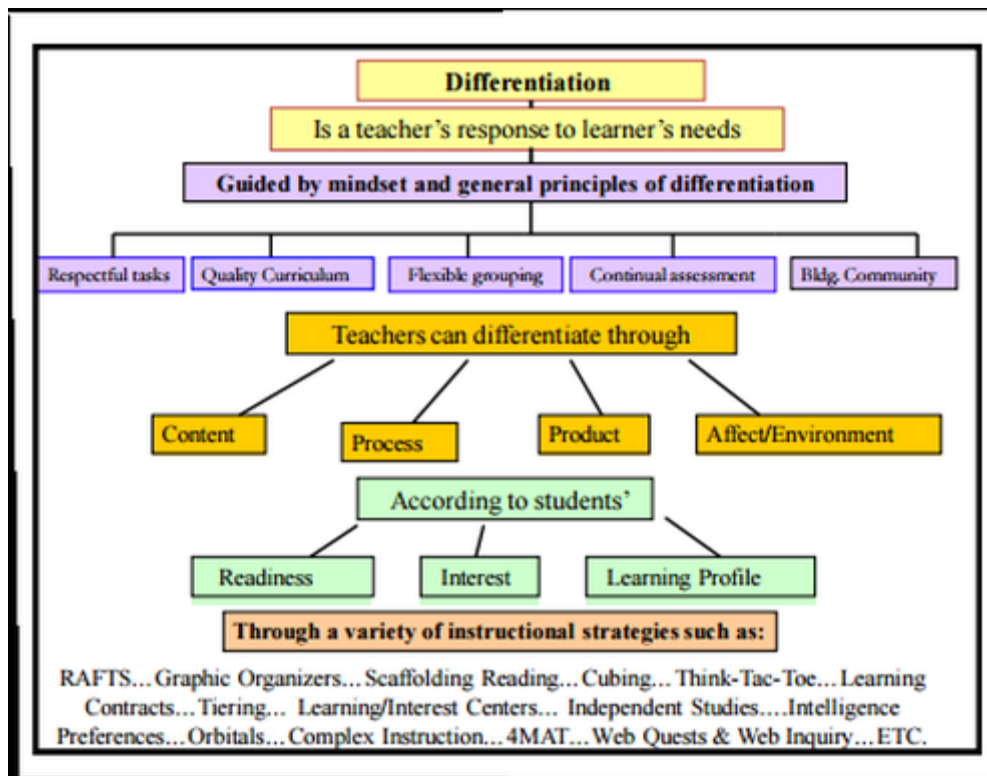 Differentiation
Is a teacher's response to learner's needs
Guided by mindset and general principles of differentiation
Respectful tasks
Quality Curriculum
Flexible grouping
Continual assessment
Bldg. Community
Teachers can differentiate through
Content
Process
Product
Affect/Environment
According to students'
Readiness
Interest
Learning Profile
Through a variety of instructional strategies such as:
RAFTS... Graphic Organizers... Scaffolding Reading... Cubing... Think-Tac-Toe... Learning
Contracts... Tiering... Learning/Interest Centers... Independent Studies....Intelligence
Preferences... Orbitals... Complex Instruction... 4MAT... Web Quests & Web Inquiry... ETC.